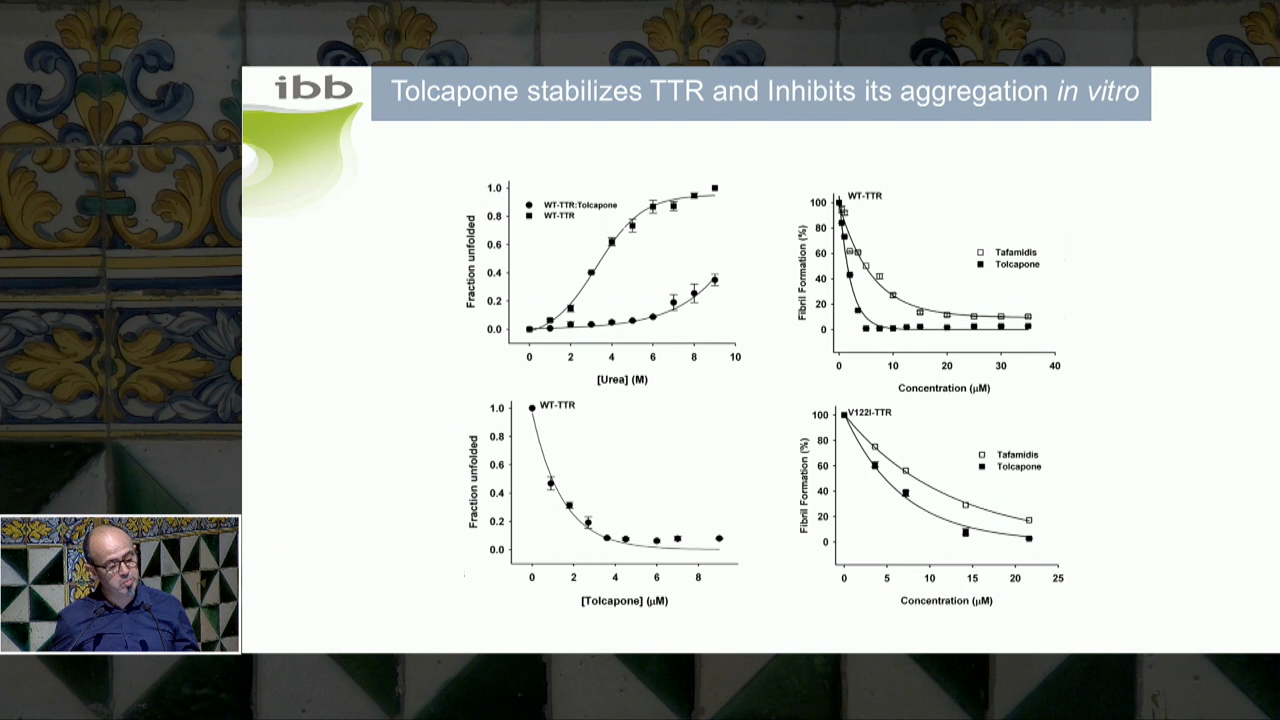 ibb
Tolcapone stabilizes TTR and Inhibits its aggregation in vitro
Fraction unfolded
1.0
0.8
0.6
0.4
0.2
0.0
WT-TTR:Tolcapone
WT-TTR
0 2 4 6 8 10
[Urea] (M)
Fibril Formation (%)
100
80
60
40
20
0
WT-TTR
Tafamidis
Tolcapone
0 10 20 30 40
Concentration (µM)
Fraction unfolded
1.0
0.8
0.6
0.4
0.2
0.0
WT-TTR
0 2 4 6 8
[Tolcapone] (µM)
Fibril Formation (%)
100
80
60
40
20
0
V122I-TTR
Tafamidis
Tolcapone
0 5 10 15 20 25
Concentration (µM)